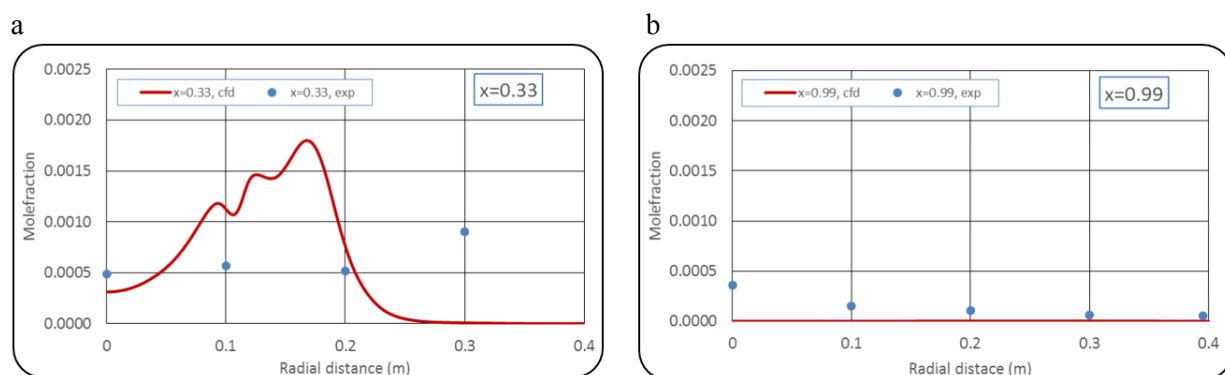 a
b
0.0025
0.0020
0.0015
0.0010
0.0005
0.0000
Molefraction
x=0.33, cfd
x=0.33, exp
x=0.33
0
0.1
0.2
0.3
0.4
Radial distance (m)
0.0025
0.0020
0.0015
0.0010
0.0005
0.0000
Molefraction
x=0.99, cfd
x=0.99, exp
x=0.99
0
0.1
0.2
0.3
0.4
Radial distace (m)